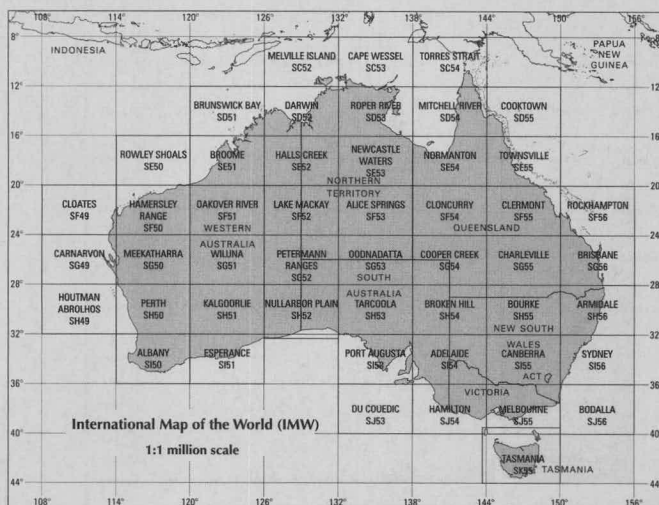 108° 114° 120° 126° 132° 138° 144° 150° 156°
8° 8°
INDONESIA
PAPUA
NEW
GUINEA
MELVILLE ISLAND CAPE WESSEL TORRES STRAIT
SC52 SC53 SC54
12° 12°
BRUNSWICK BAY DARWIN ROPER RIVER MITCHELL RIVER COOKTOWN
SD51 SD52 SD53 SD54 SD55
16° 16°
ROWLEY SHOALS BROOME HALLS CREEK NEWCASTLE WATERS NORMANTON TOWNSVILLE
SE50 SE51 SE52 SE53 SE54 SE55
NORTHERN
20° 20°
TERRITORY
CLOATES HAMERSLEY RANGE OAKOVER RIVER LAKE MACKAY ALICE SPRINGS CLONCURRY CLERMONT ROCKHAMPTON
SF49 SF50 SF51 SF52 SF53 SF54 SF55 SF56
WESTERN QUEENSLAND
24° 24°
AUSTRALIA
CARNARVON MEEKATHARRA WILUNA PETERMANN RANGES OODNADATTA COOPER CREEK CHARLEVILLE BRISBANE
SG49 SG50 SG51 SG52 SG53 SG54 SG55 SG56
SOUTH
28° 28°
AUSTRALIA
HOUTMAN ABROLHOS PERTH KALGOORLIE NULLARBOR PLAIN TARCOOLA BROKEN HILL BOURKE ARMIDALE
SH49 SH50 SH51 SH52 SH53 SH54 SH55 SH56
NEW SOUTH
32° 32°
WALES
ALBANY ESPERANCE PORT AUGUSTA ADELAIDE CANBERRA SYDNEY
SI50 SI51 SI53 SI54 SI55 SI56
ACT
36° 36°
VICTORIA
DU COUEDIC HAMILTON MELBOURNE BODALLA
SJ53 SJ54 SJ55 SJ56
International Map of the World (IMW)
1:1 million scale
40° 40°
TASMANIA
SK55 TASMANIA
44° 44°
108° 114° 120° 126° 132° 138° 144° 150° 156°